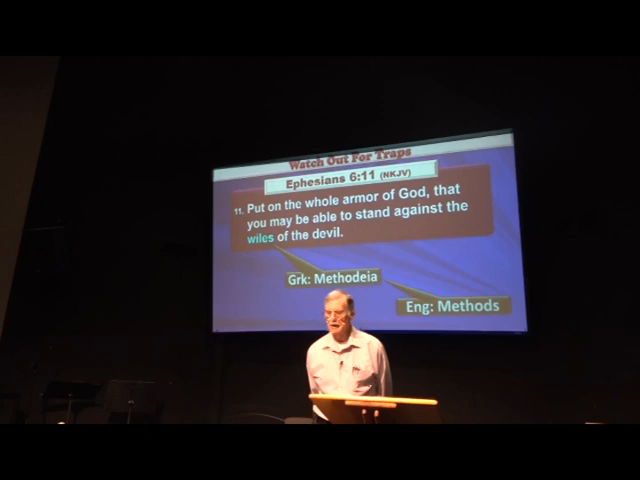 Watch Out For Traps
Ephesians 6:11 (NKJV)
11. Put on the whole armor of God, that
you may be able to stand against the
wiles of the devil.
Grk: Methodeia
Eng: Methods